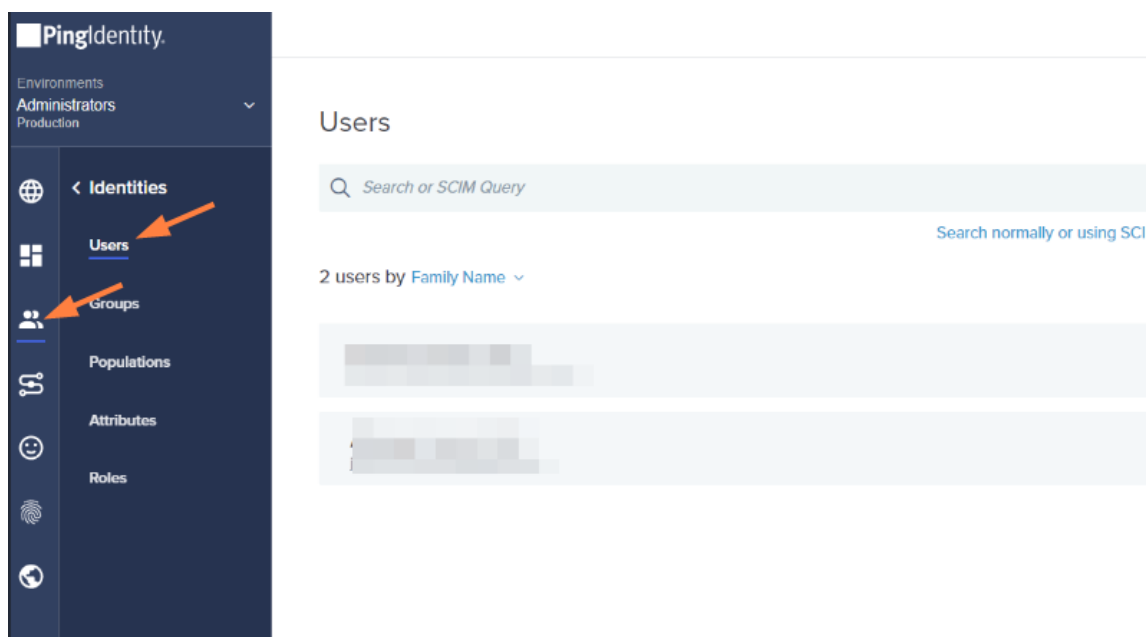 PingIdentity.
Environments
Administrators
Production
Identities
Users
Groups
Populations
Attributes
Roles
Users
Search or SCIM Query
Search normally or using SCI
2 users by Family Name